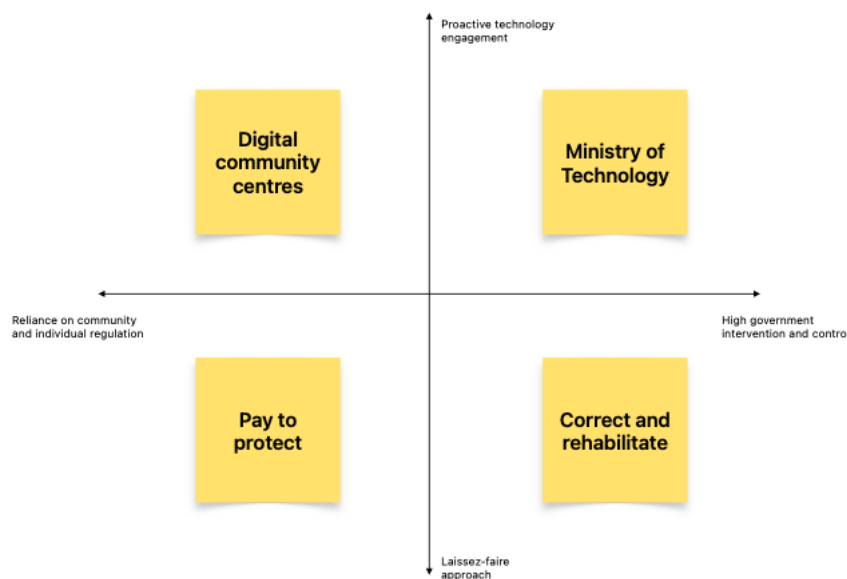 Proactive technology
engagement
Digital
community
centres
Ministry of
Technology
Reliance on community
and individual regulation
High government
intervention and contro
Pay to
protect
Correct and
rehabilitate
Laissez-faire
approach